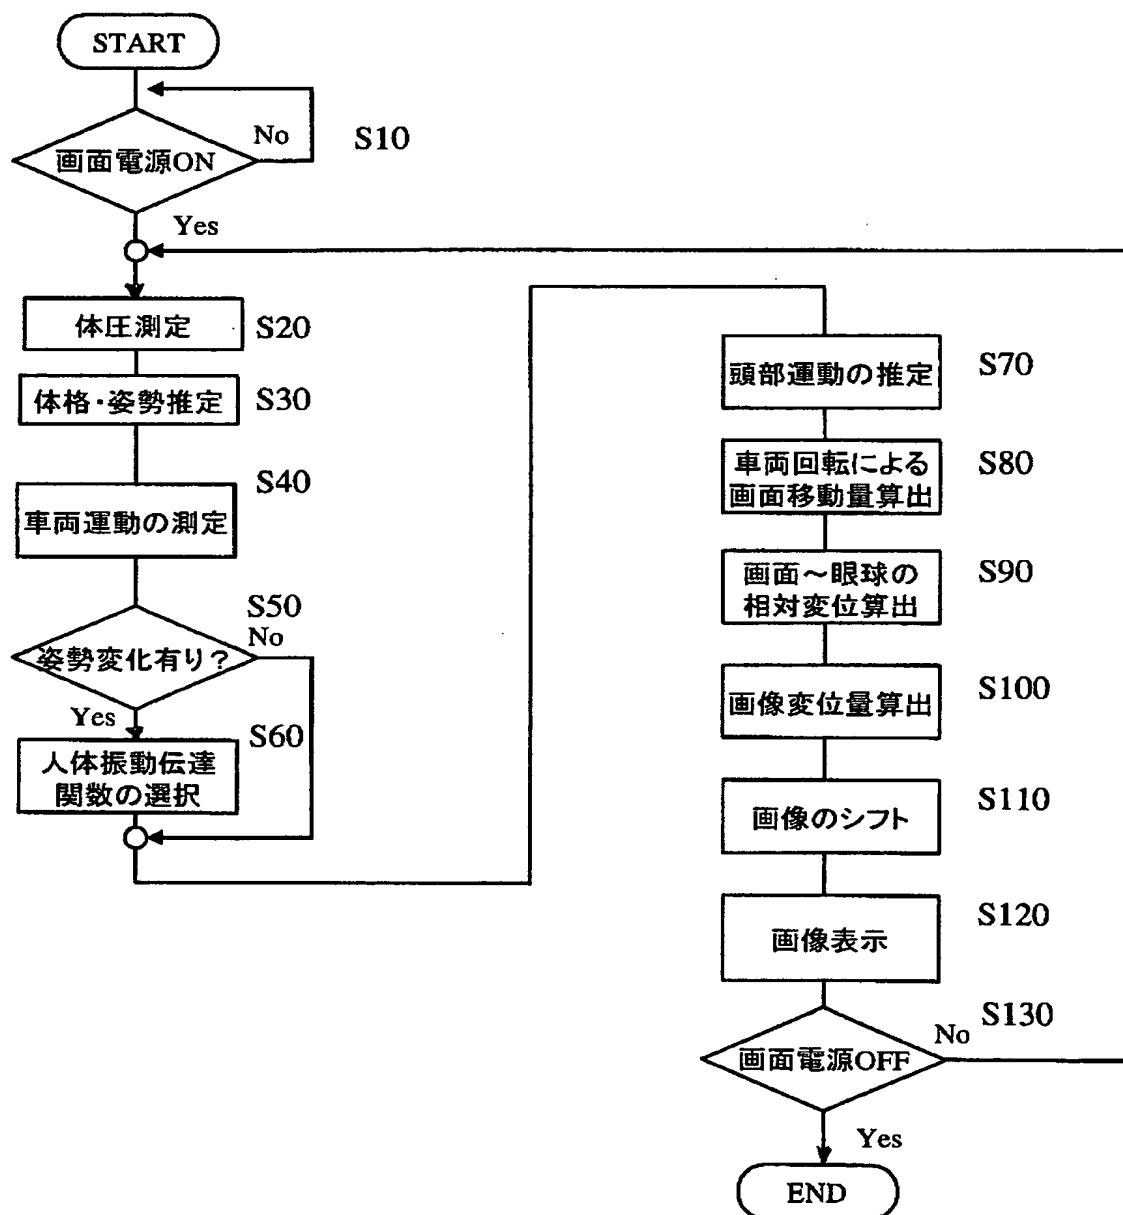 START
No
S10
画面電源ON
Yes
体圧測定
S20
体格・姿勢推定
S30
S40
車両運動の測定
S50
No
姿勢変化有り？
Yes
S60
人体振動伝達
関数の選択
頭部運動の推定
S70
車両回転による
画面移動量算出
S80
画面～眼球の
相対変位算出
S90
画像変位量算出
S100
画像のシフト
S110
画像表示
S120
S130
No
画面電源OFF
Yes
END